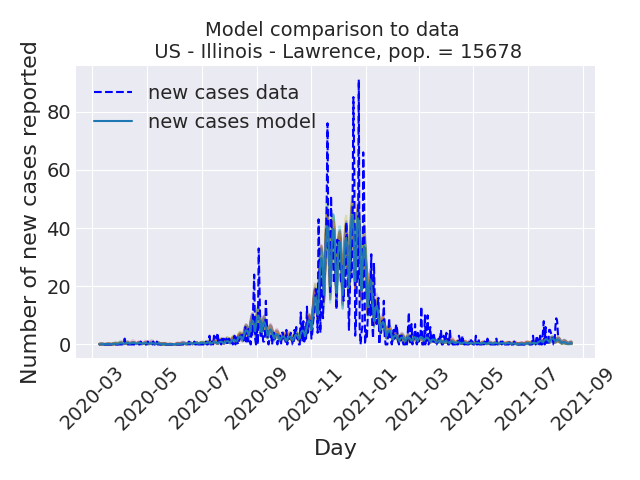 Model comparison to data
US - Illinois - Lawrence, pop. = 15678
Number of new cases reported
new cases data
new cases model
80
60
40
20
0
2020-03
2020-05
2020-07
2020-09
2020-11
2021-01
2021-03
2021-05
2021-07
2021-09
Day